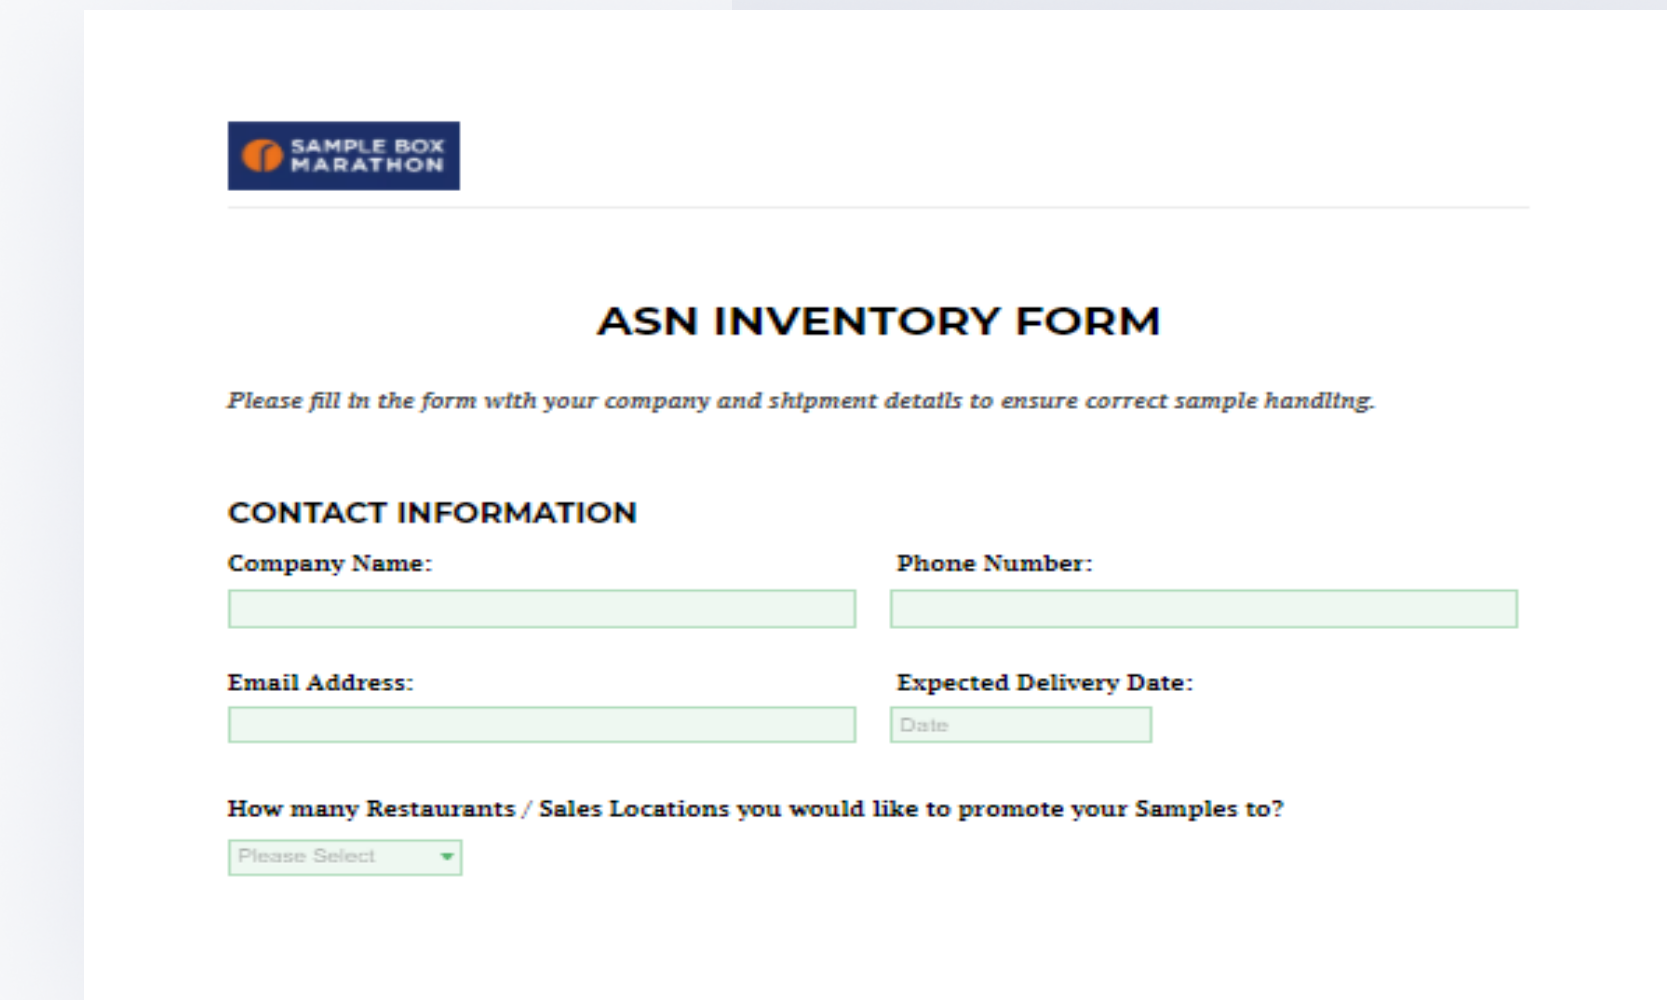 SAMPLE BOX
MARATHON
ASN INVENTORY FORM
Please fill in the form with your company and shipment details to ensure correct sample handling.
CONTACT INFORMATION
Company Name:
Phone Number:
Email Address:
Expected Delivery Date:
Date
How many Restaurants / Sales Locations you would like to promote your Samples to?
Please Select